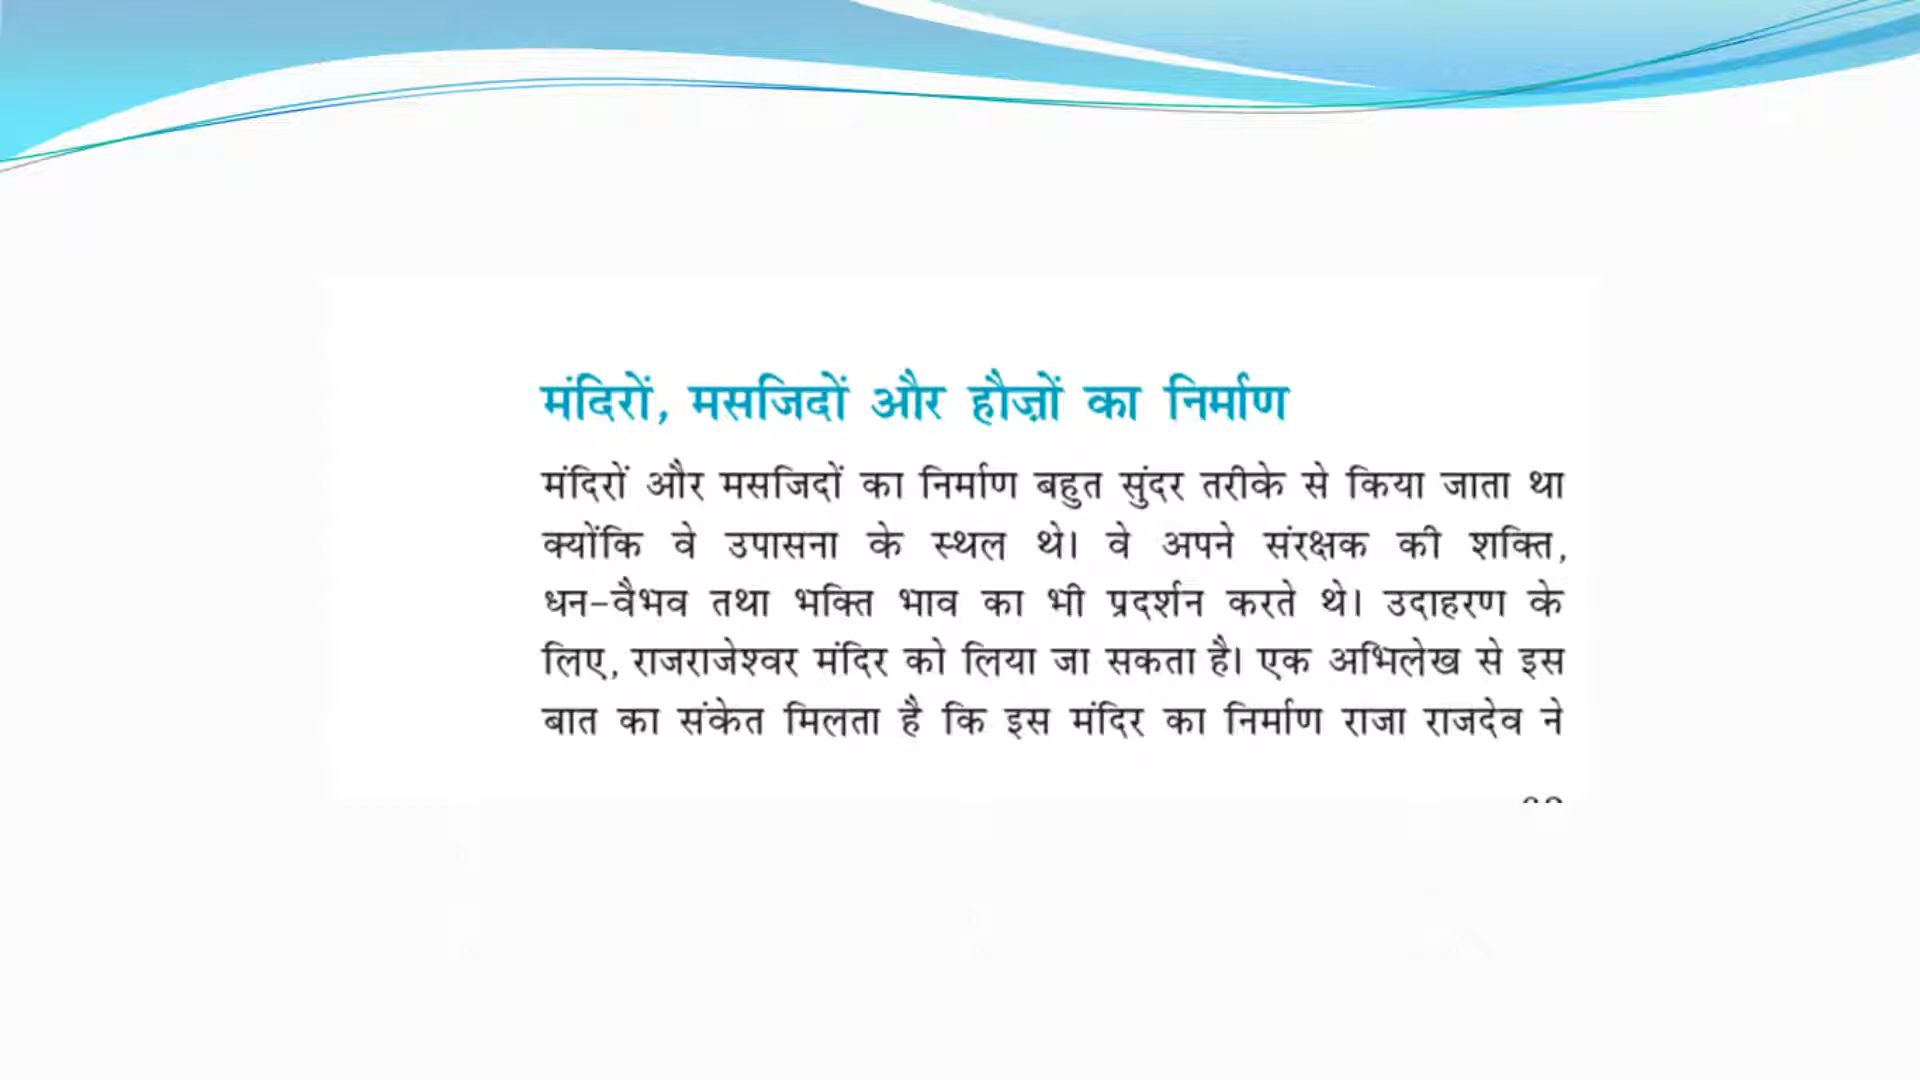 मंदिरों, मसजिदों और हौज़ों का निर्माण
मंदिरों और मसजिदों का निर्माण बहुत सुंदर तरीके से किया जाता था
क्योंकि वे उपासना के स्थल थे। वे अपने संरक्षक की शक्ति,
धन-वैभव तथा भक्ति भाव का भी प्रदर्शन करते थे। उदाहरण के
लिए, राजराजेश्वर मंदिर को लिया जा सकता है। एक अभिलेख से इस
बात का संकेत मिलता है कि इस मंदिर का निर्माण राजा राजदेव ने